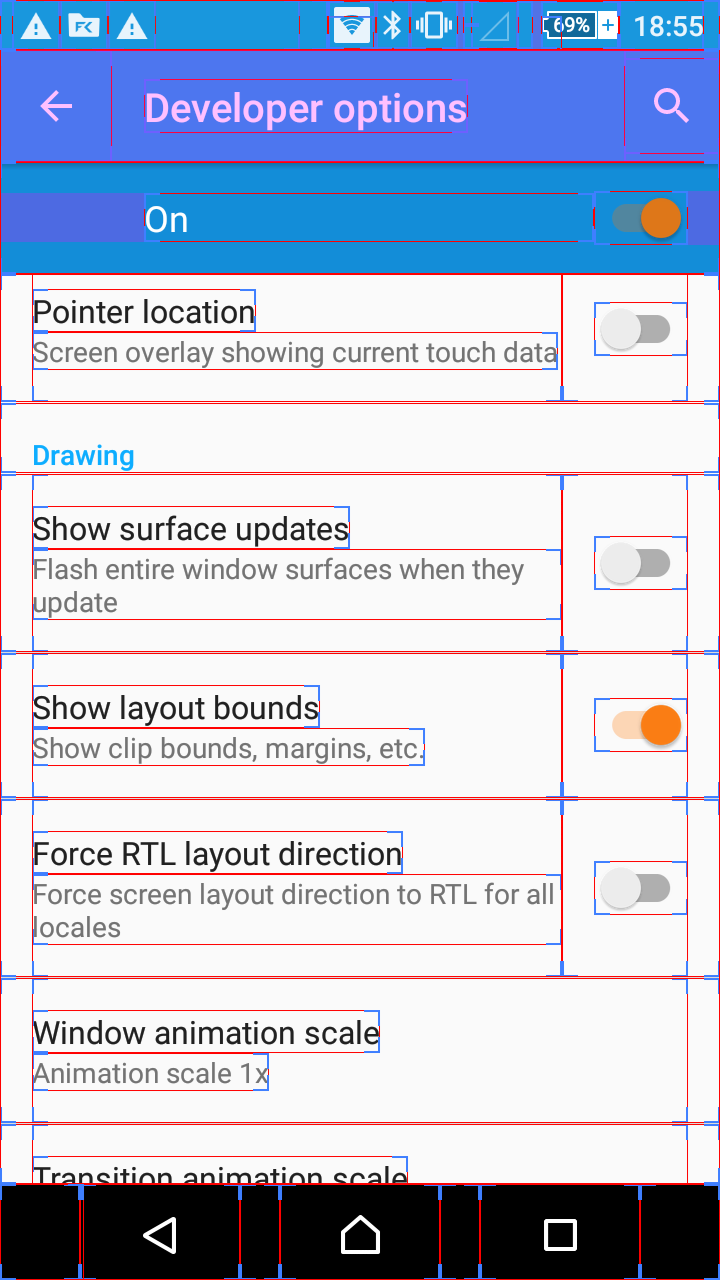 69% 18:55
Developer options
On
Pointer location
Screen overlay showing current touch data
Drawing
Show surface updates
Flash entire window surfaces when they
update
Show layout bounds
Show clip bounds, margins, etc.
Force RTL layout direction
Force screen layout direction to RTL for all
locales
Window animation scale
Animation scale 1x
Transition animation scale